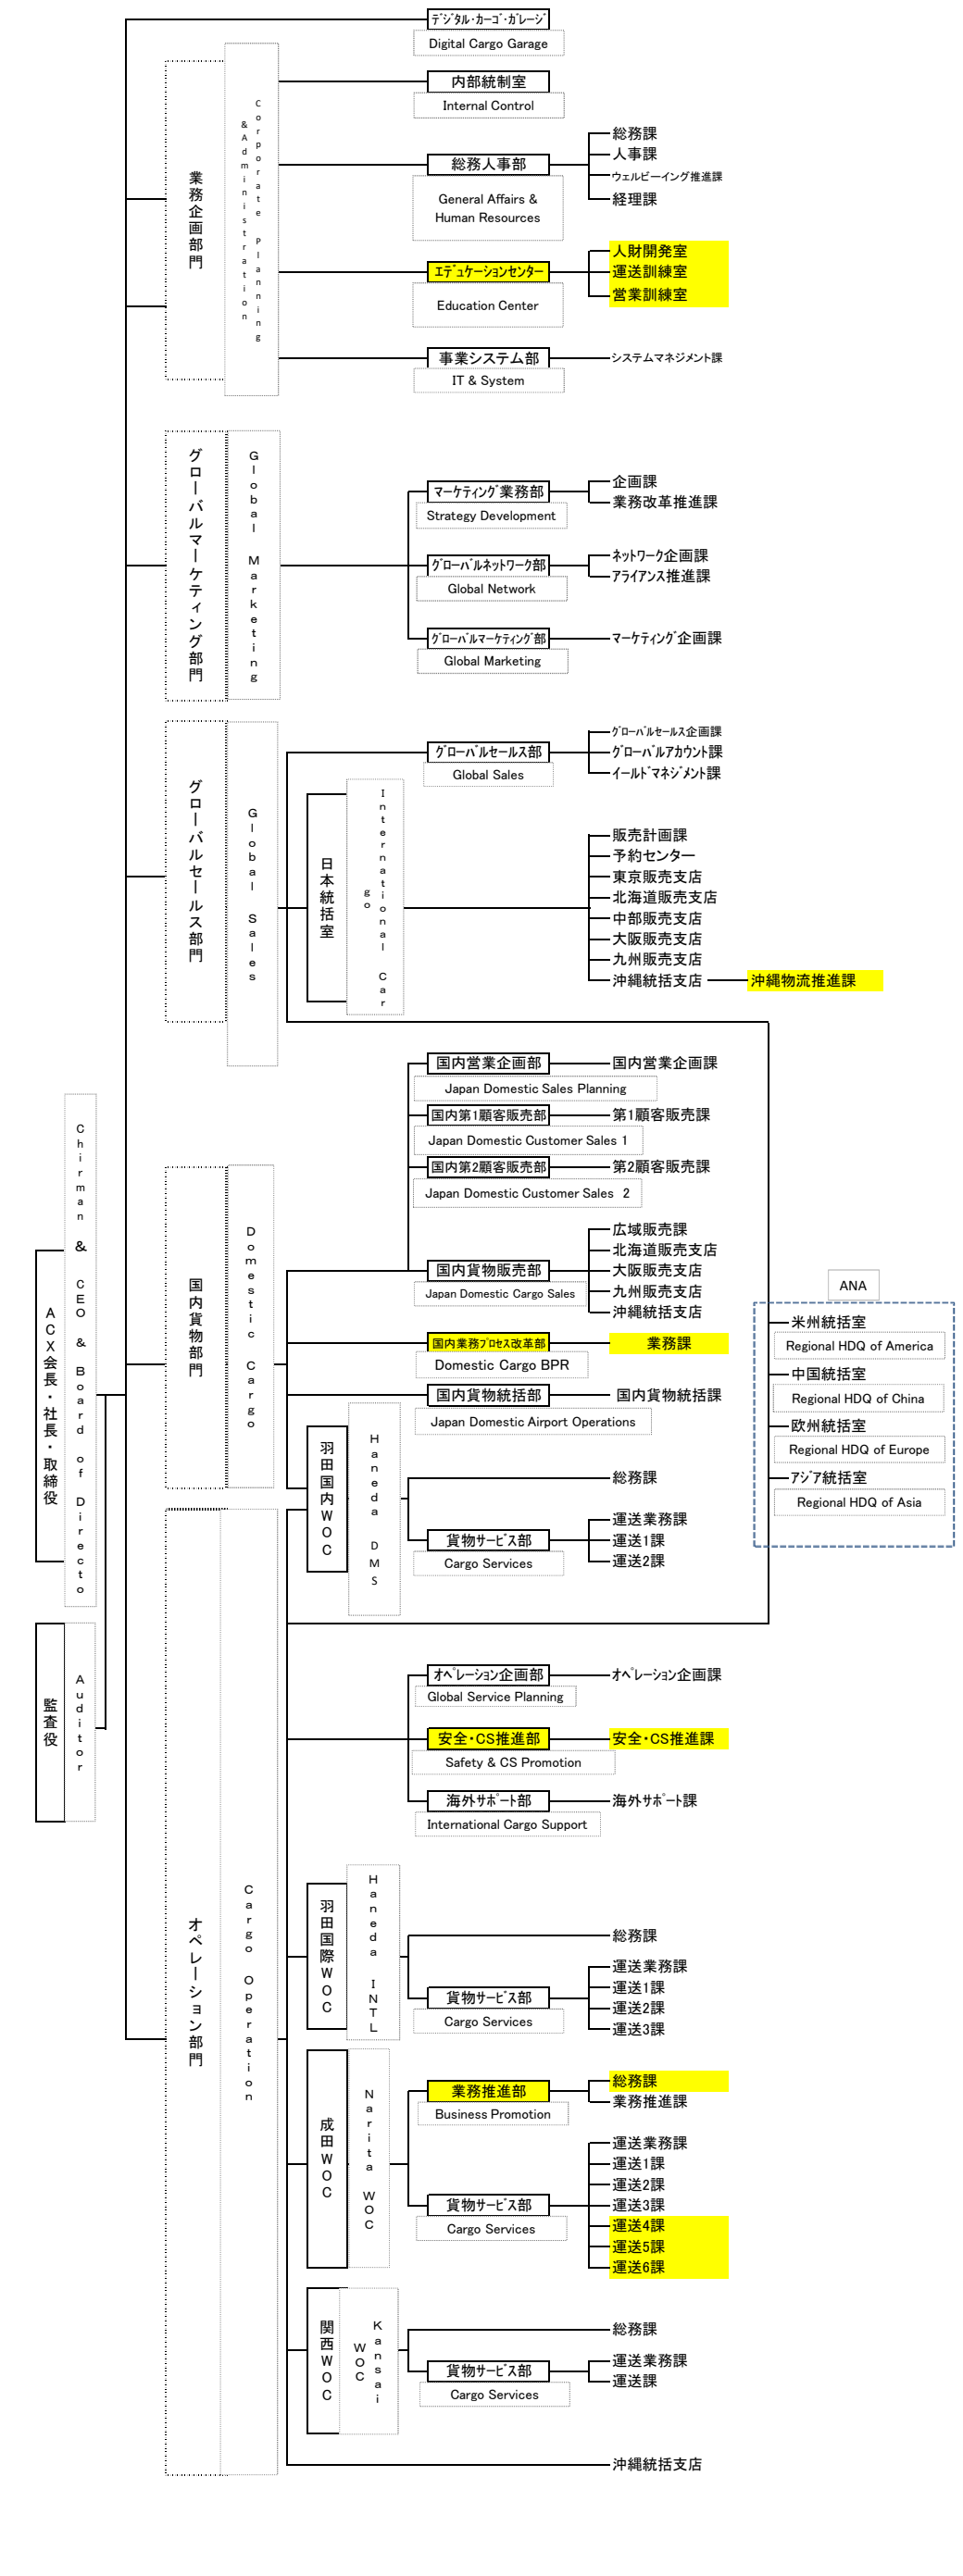 デジタル・カーゴ・ガレージ
Digital Cargo Garage
業務企画部門
Corporate Planning
&Administration
内部統制室
Internal Control
総務人事部
General Affairs &
Human Resources
総務課
人事課
ウェルビーイング推進課
経理課
エデュケーションセンター
Education Center
人財開発室
運送訓練室
営業訓練室
事業システム部
IT & System
システムマネジメント課
グローバルマーケティング部門
Global Marketing
マーケティング業務部
Strategy Development
企画課
業務改革推進課
グローバルネットワーク部
Global Network
ネットワーク企画課
アライアンス推進課
グローバルマーケティング部
Global Marketing
マーケティング企画課
グローバルセールス部門
Global Sales
グローバルセールス部
Global Sales
グローバルセールス企画課
グローバルアカウント課
イールドマネジメント課
日本統括室
International Car
go
販売計画課
予約センター
東京販売支店
北海道販売支店
中部販売支店
大阪販売支店
九州販売支店
沖縄統括支店
沖縄物流推進課
ACX会長・社長・取締役
Chirman & CEO & Board of Directo
監査役
Auditor
国内貨物部門
Domestic Cargo
国内営業企画部
Japan Domestic Sales Planning
国内営業企画課
国内第1顧客販売部
Japan Domestic Customer Sales 1
第1顧客販売課
国内第2顧客販売部
Japan Domestic Customer Sales 2
第2顧客販売課
国内貨物販売部
Japan Domestic Cargo Sales
広域販売課
北海道販売支店
大阪販売支店
九州販売支店
沖縄統括支店
国内業務プロセス改革部
Domestic Cargo BPR
業務課
国内貨物統括部
Japan Domestic Airport Operations
国内貨物統括課
羽田国内WOC
Haneda DMS
総務課
貨物サービス部
Cargo Services
運送業務課
運送1課
運送2課
ANA
米州統括室
Regional HDQ of America
中国統括室
Regional HDQ of China
欧州統括室
Regional HDQ of Europe
アジア統括室
Regional HDQ of Asia
オペレーション部門
Cargo Operation
オペレーション企画部
Global Service Planning
オペレーション企画課
安全・CS推進部
Safety & CS Promotion
安全・CS推進課
海外サポート部
International Cargo Support
海外サポート課
羽田国際WOC
Haneda INTL
総務課
貨物サービス部
Cargo Services
運送業務課
運送1課
運送2課
運送3課
成田WOC
Narita WOC
業務推進部
Business Promotion
総務課
業務推進課
貨物サービス部
Cargo Services
運送業務課
運送1課
運送2課
運送3課
運送4課
運送5課
運送6課
関西WOC
Kansai
WOC
総務課
貨物サービス部
Cargo Services
運送業務課
運送課
沖縄統括支店